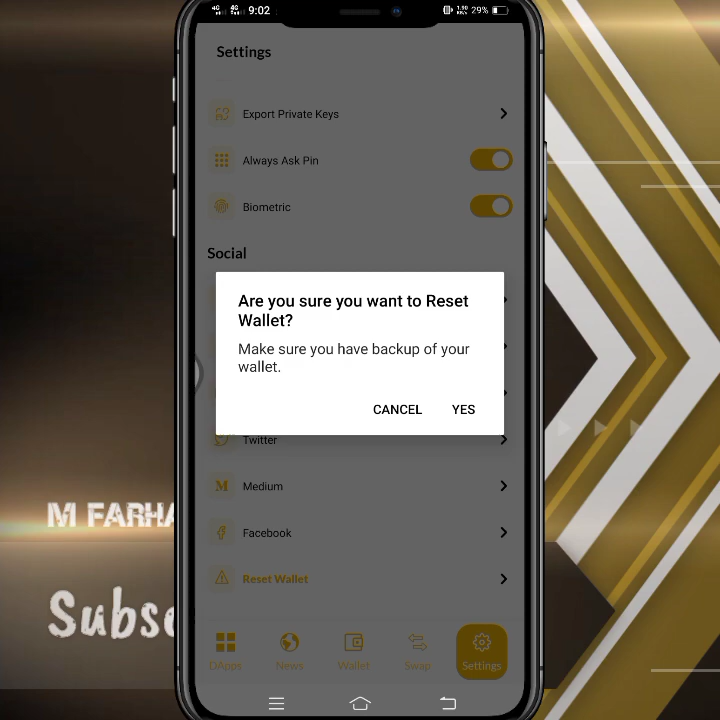 4G 4G 9:02 29%
Settings
Export Private Keys
Always Ask Pin
Biometric
Social
Are you sure you want to Reset
Wallet?
Make sure you have backup of your
wallet.
CANCEL YES
Twitter
Medium
Facebook
Reset Wallet
DApps News Wallet Swap Settings
M FARHA
Subsc